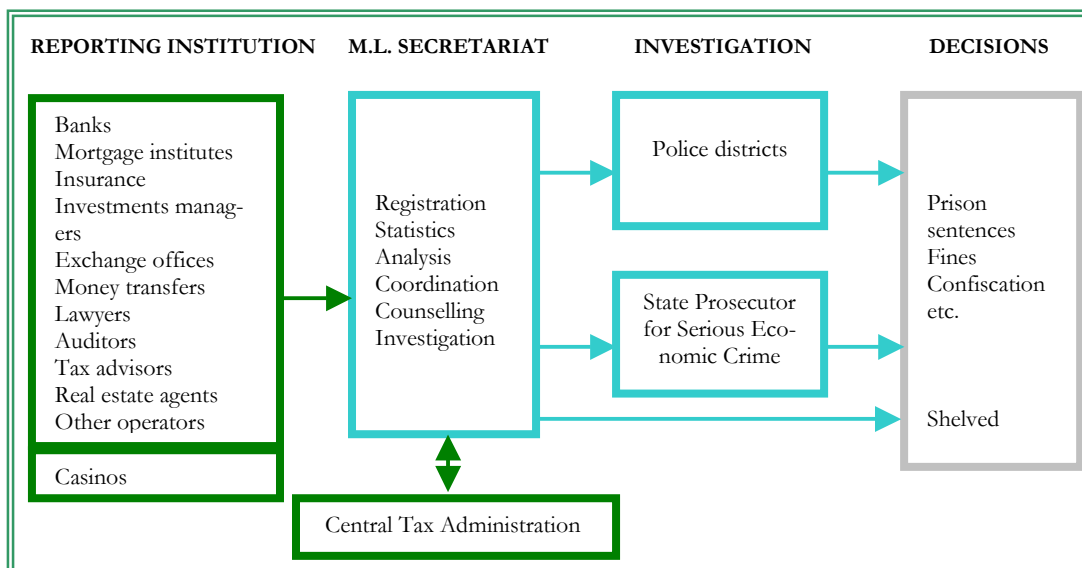 REPORTING INSTITUTION
M.L. SECRETARIAT
INVESTIGATION
DECISIONS
Banks
Mortgage institutes
Insurance
Investments manag-
ers
Exchange offices
Money transfers
Lawyers
Auditors
Tax advisors
Real estate agents
Other operators
Casinos
Registration
Statistics
Analysis
Coordination
Counselling
Investigation
Central Tax Administration
Police districts
State Prosecutor
for Serious Eco-
nomic Crime
Prison
sentences
Fines
Confiscation
etc.
Shelved